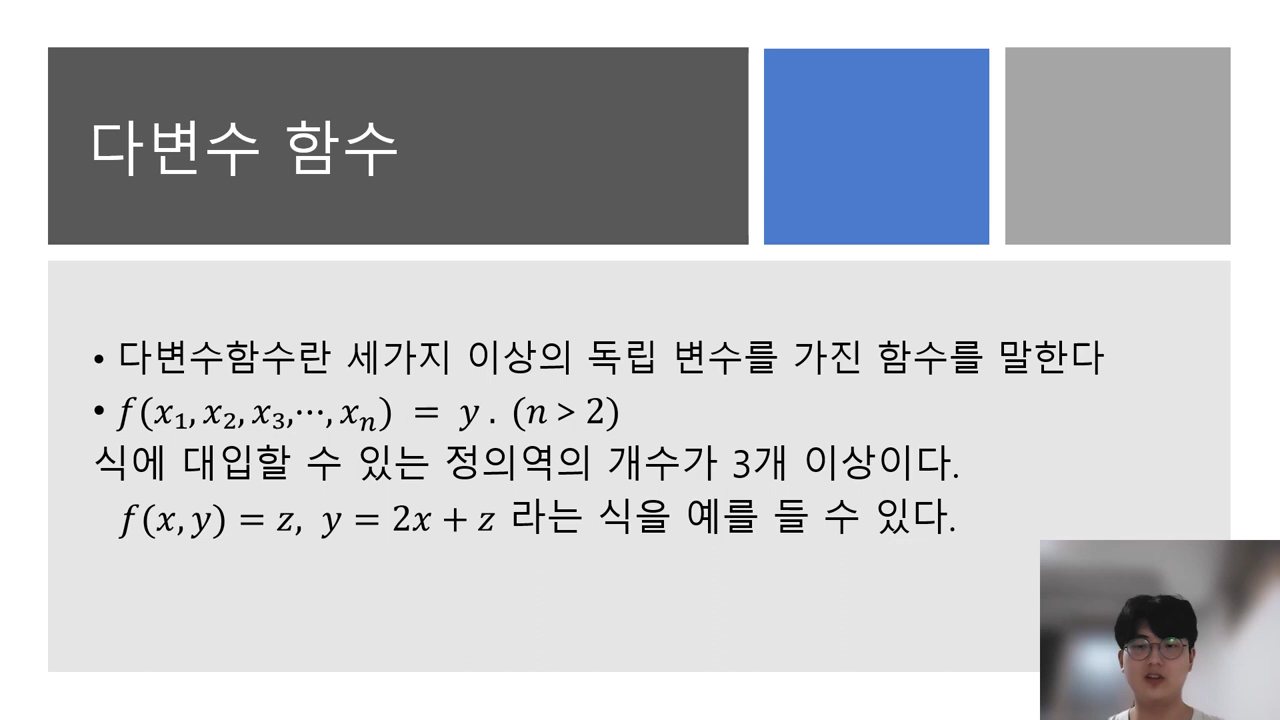 다변수 함수
• 다변수함수란 세가지 이상의 독립 변수를 가진 함수를 말한다
• f(x₁, x₂, x₃,⋯, xₙ) = y . (n > 2)
식에 대입할 수 있는 정의역의 개수가 3개 이상이다.
f(x, y) = z, y = 2x + z 라는 식을 예를 들 수 있다.